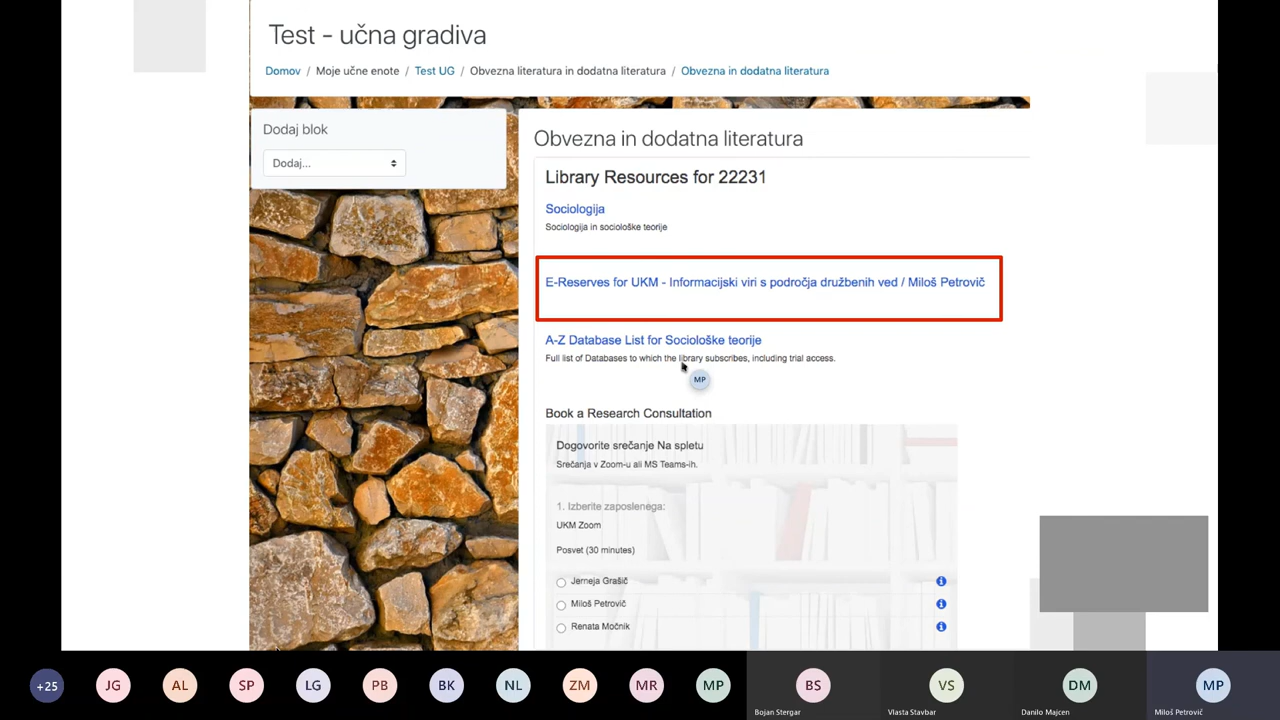 Test - učna gradiva
Domov / Moje učne enote / Test UG / Obvezna literatura in dodatna literatura / Obvezna in dodatna literatura
Dodaj blok
Dodaj...
Obvezna in dodatna literatura
Library Resources for 22231
Sociologija
Sociologija in sociološke teorije
E-Reserves for UKM - Informacijski viri s področja družbenih ved / Miloš Petrovič
A-Z Database List for Sociološke teorije
Full list of Databases to which the library subscribes, including trial access.
MP
Book a Research Consultation
Dogovorite srečanje Na spletu
Srečanja v Zoom-u ali MS Teams-ih.
1. Izberite zaposlenega:
UKM Zoom
Posvet (30 minutes)
Jerneja Grašič
Miloš Petrovič
Renata Močnik
+25 JG AL SP LG PB BK NL ZM MR MP BS VS DM MP
Bojan Stergar Vlasta Stavbar Danilo Majcen Miloš Petrovič